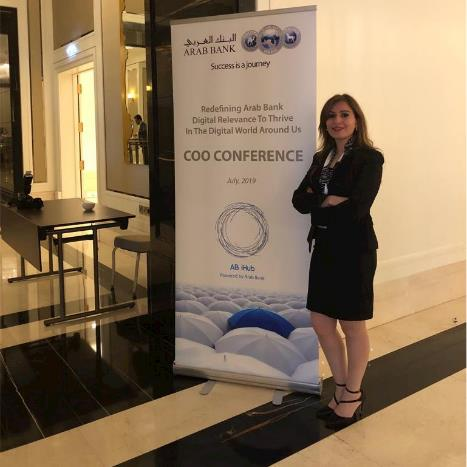 البنك العربي
ARAB BANK
Success is a journey
Redefining Arab Bank
Digital Relevance To Thrive
In The Digital World Around Us
COO CONFERENCE
July, 2019
AB iHub
Powered by Arab Bank